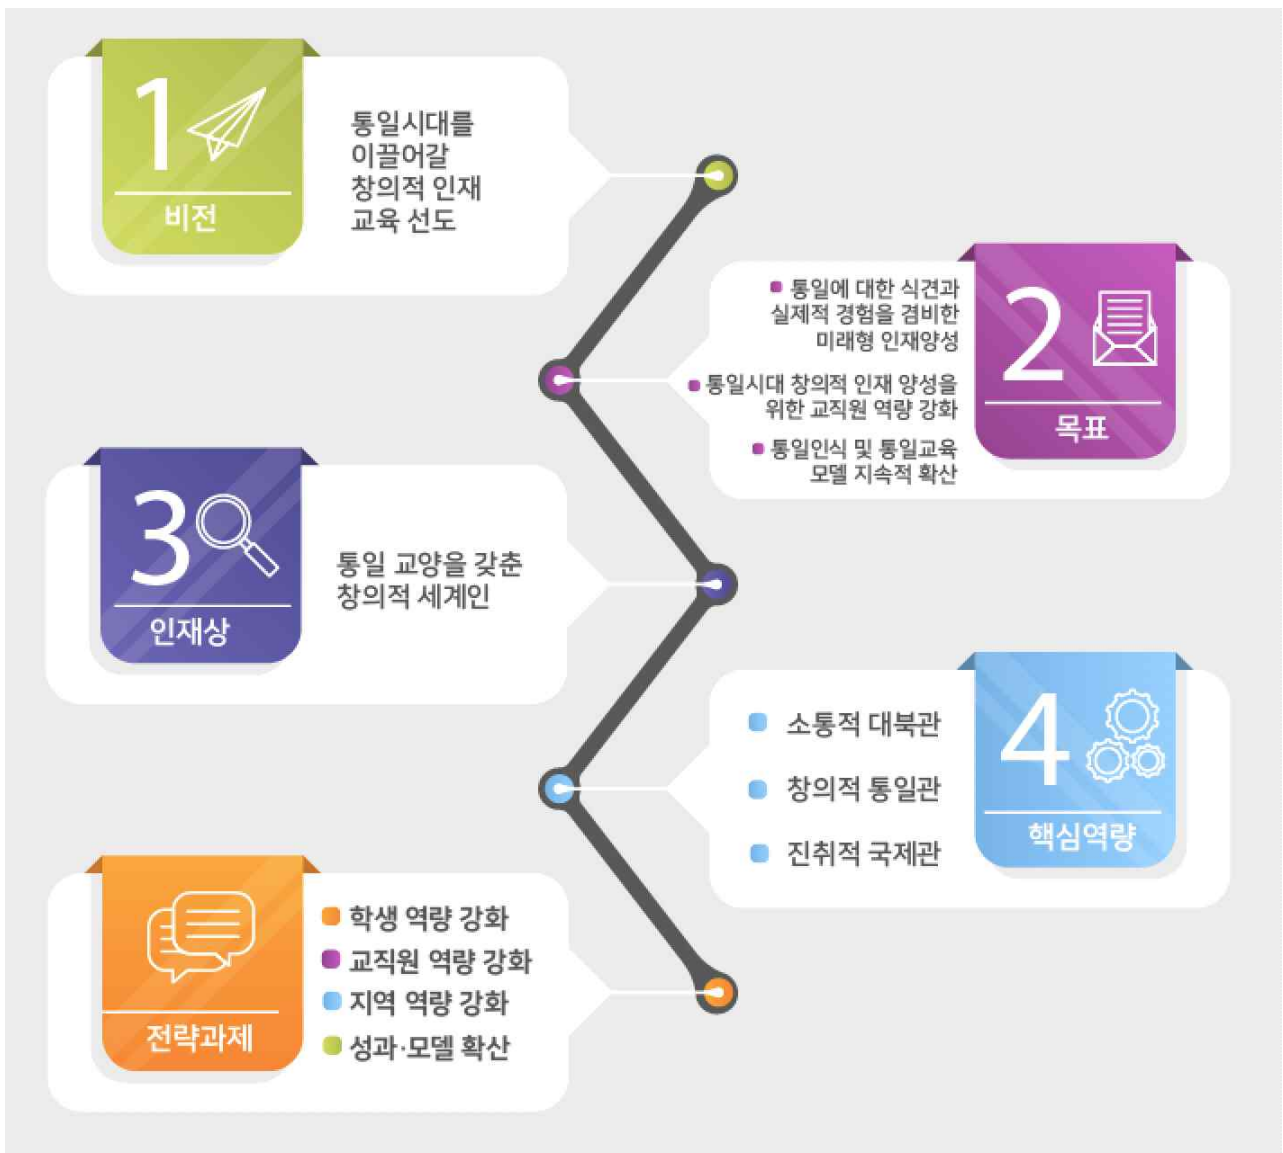 1
비전
통일시대를
이끌어갈
창의적 인재
교육 선도
2
목표
통일에 대한 식견과
실제적 경험을 겸비한
미래형 인재양성
통일시대 창의적 인재 양성을
위한 교직원 역량 강화
통일인식 및 통일교육
모델 지속적 확산
3
인재상
통일 교양을 갖춘
창의적 세계인
4
핵심역량
소통적 대북관
창의적 통일관
진취적 국제관
전략과제
학생 역량 강화
교직원 역량 강화
지역 역량 강화
성과·모델 확산